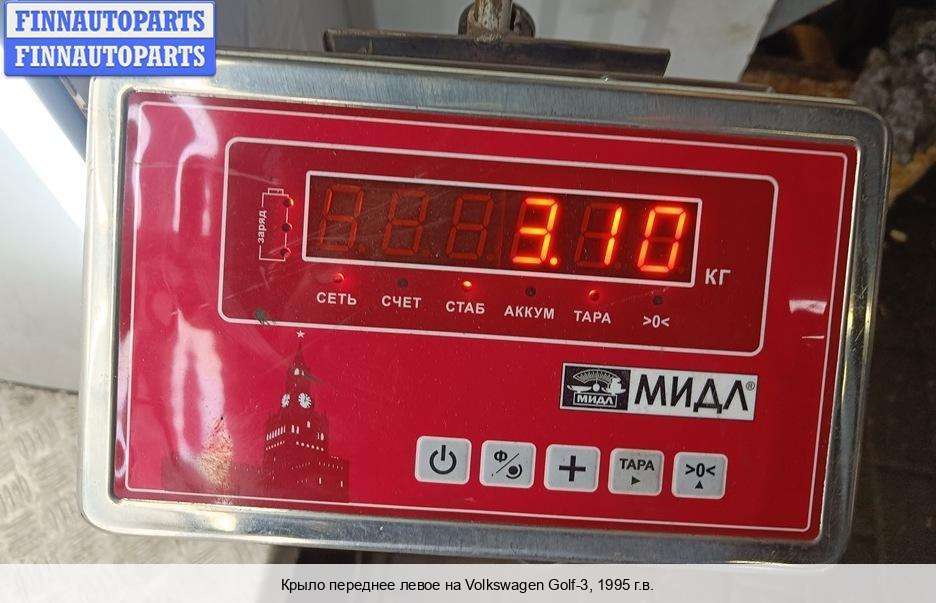 FINNAUTOPARTS
FINNAUTOPARTS
заряд
3.10
КГ
СЕТЬ СЧЕТ СТАБ АККУМ ТАРА >0<
МИДЛ МИДЛ®
Ф + ТАРА >0<
Крыло переднее левое на Volkswagen Golf-3, 1995 г.в.